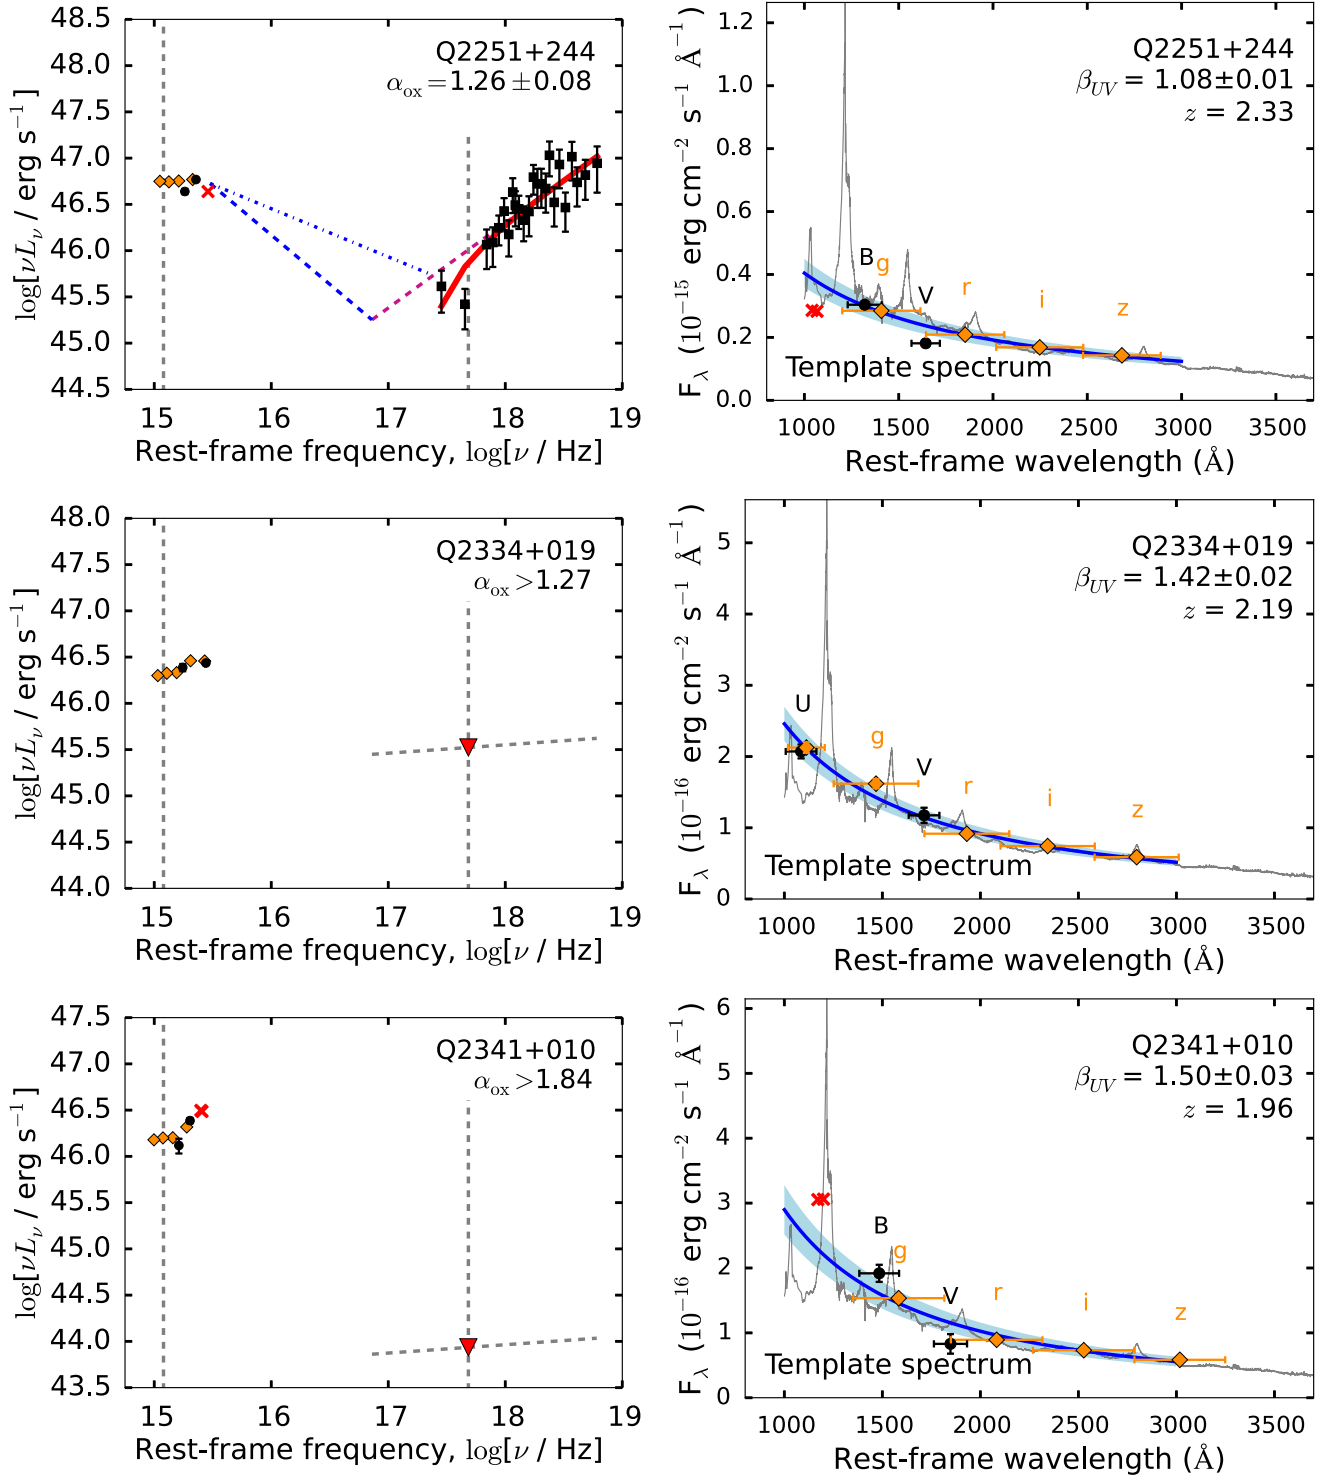 48.5
48.0
47.5
47.0
46.5
46.0
45.5
45.0
44.5
log[νLν / erg s⁻¹]
Q2251+244
αox=1.26±0.08
15 16 17 18 19
Rest-frame frequency, log[ν / Hz]
1.2
1.0
0.8
0.6
0.4
0.2
0.0
Fλ (10⁻¹⁵ erg cm⁻² s⁻¹ Å⁻¹)
Q2251+244
βUV = 1.08±0.01
z = 2.33
B
g
V
r
i
z
Template spectrum
1000 1500 2000 2500 3000 3500
Rest-frame wavelength (Å)
48.0
47.5
47.0
46.5
46.0
45.5
45.0
44.5
44.0
log[νLν / erg s⁻¹]
Q2334+019
αox>1.27
15 16 17 18 19
Rest-frame frequency, log[ν / Hz]
5
4
3
2
1
0
Fλ (10⁻¹⁶ erg cm⁻² s⁻¹ Å⁻¹)
Q2334+019
βUV = 1.42±0.02
z = 2.19
U
g
V
r
i
z
Template spectrum
1000 1500 2000 2500 3000 3500
Rest-frame wavelength (Å)
47.5
47.0
46.5
46.0
45.5
45.0
44.5
44.0
43.5
log[νLν / erg s⁻¹]
Q2341+010
αox>1.84
15 16 17 18 19
Rest-frame frequency, log[ν / Hz]
6
5
4
3
2
1
0
Fλ (10⁻¹⁶ erg cm⁻² s⁻¹ Å⁻¹)
Q2341+010
βUV = 1.50±0.03
z = 1.96
B
g
V
r
i
z
Template spectrum
1000 1500 2000 2500 3000 3500
Rest-frame wavelength (Å)